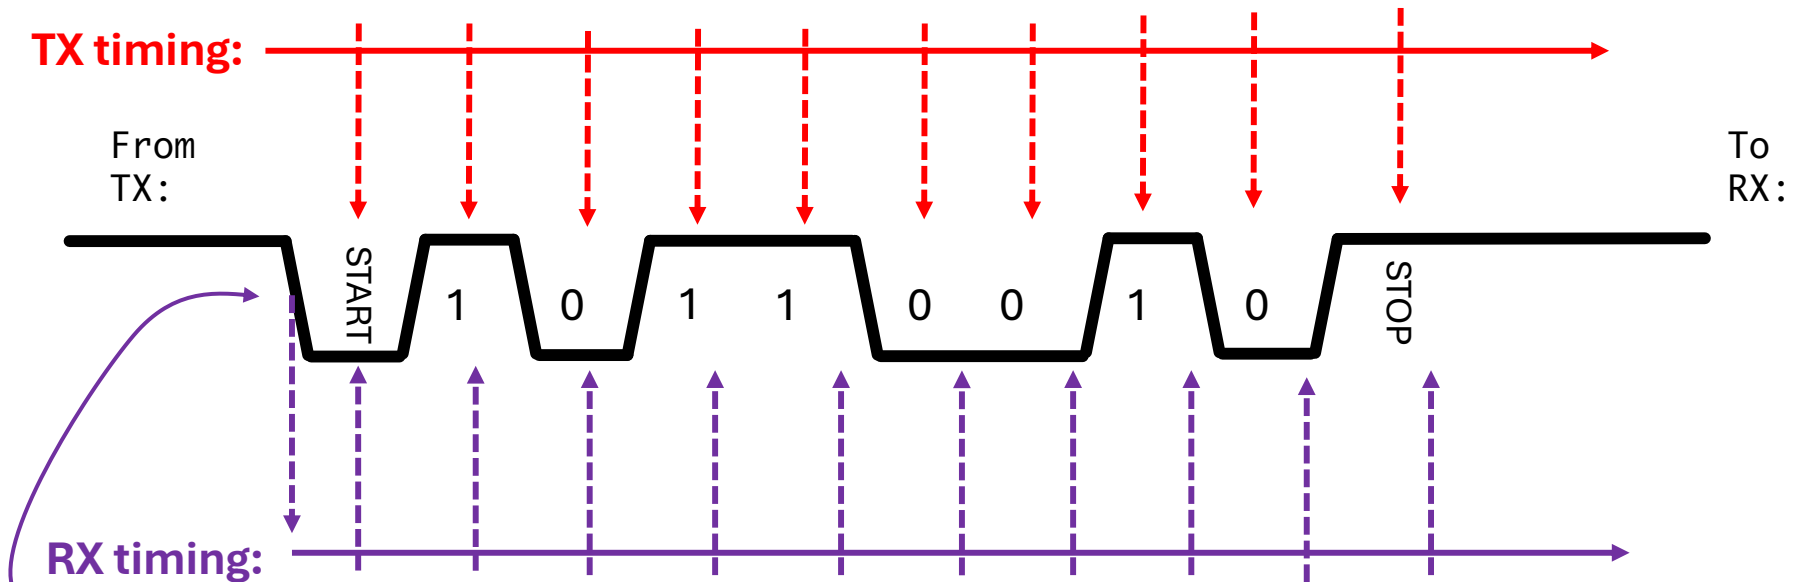 TX timing:
From
TX:
To
RX:
START
1
0
1
1
0
0
1
0
STOP
RX timing: